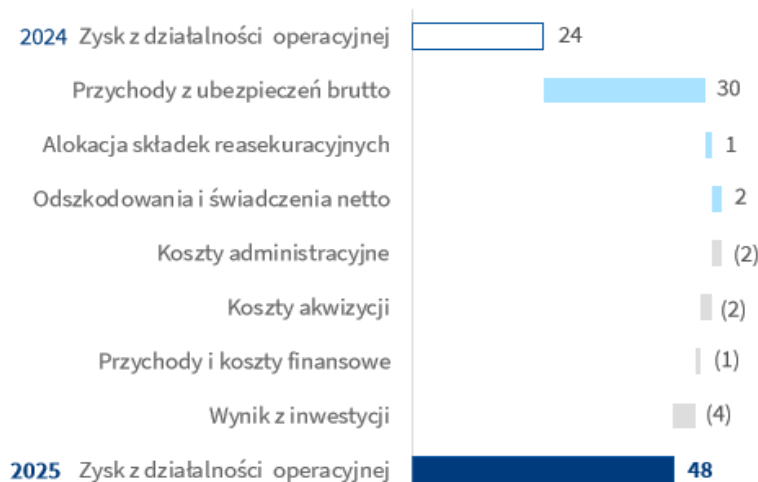 2024 Zysk z działalności operacyjnej 24
Przychody z ubezpieczeń brutto 30
Alokacja składek reasekuracyjnych 1
Odszkodowania i świadczenia netto 2
Koszty administracyjne (2)
Koszty akwizycji (2)
Przychody i koszty finansowe (1)
Wynik z inwestycji (4)
2025 Zysk z działalności operacyjnej 48